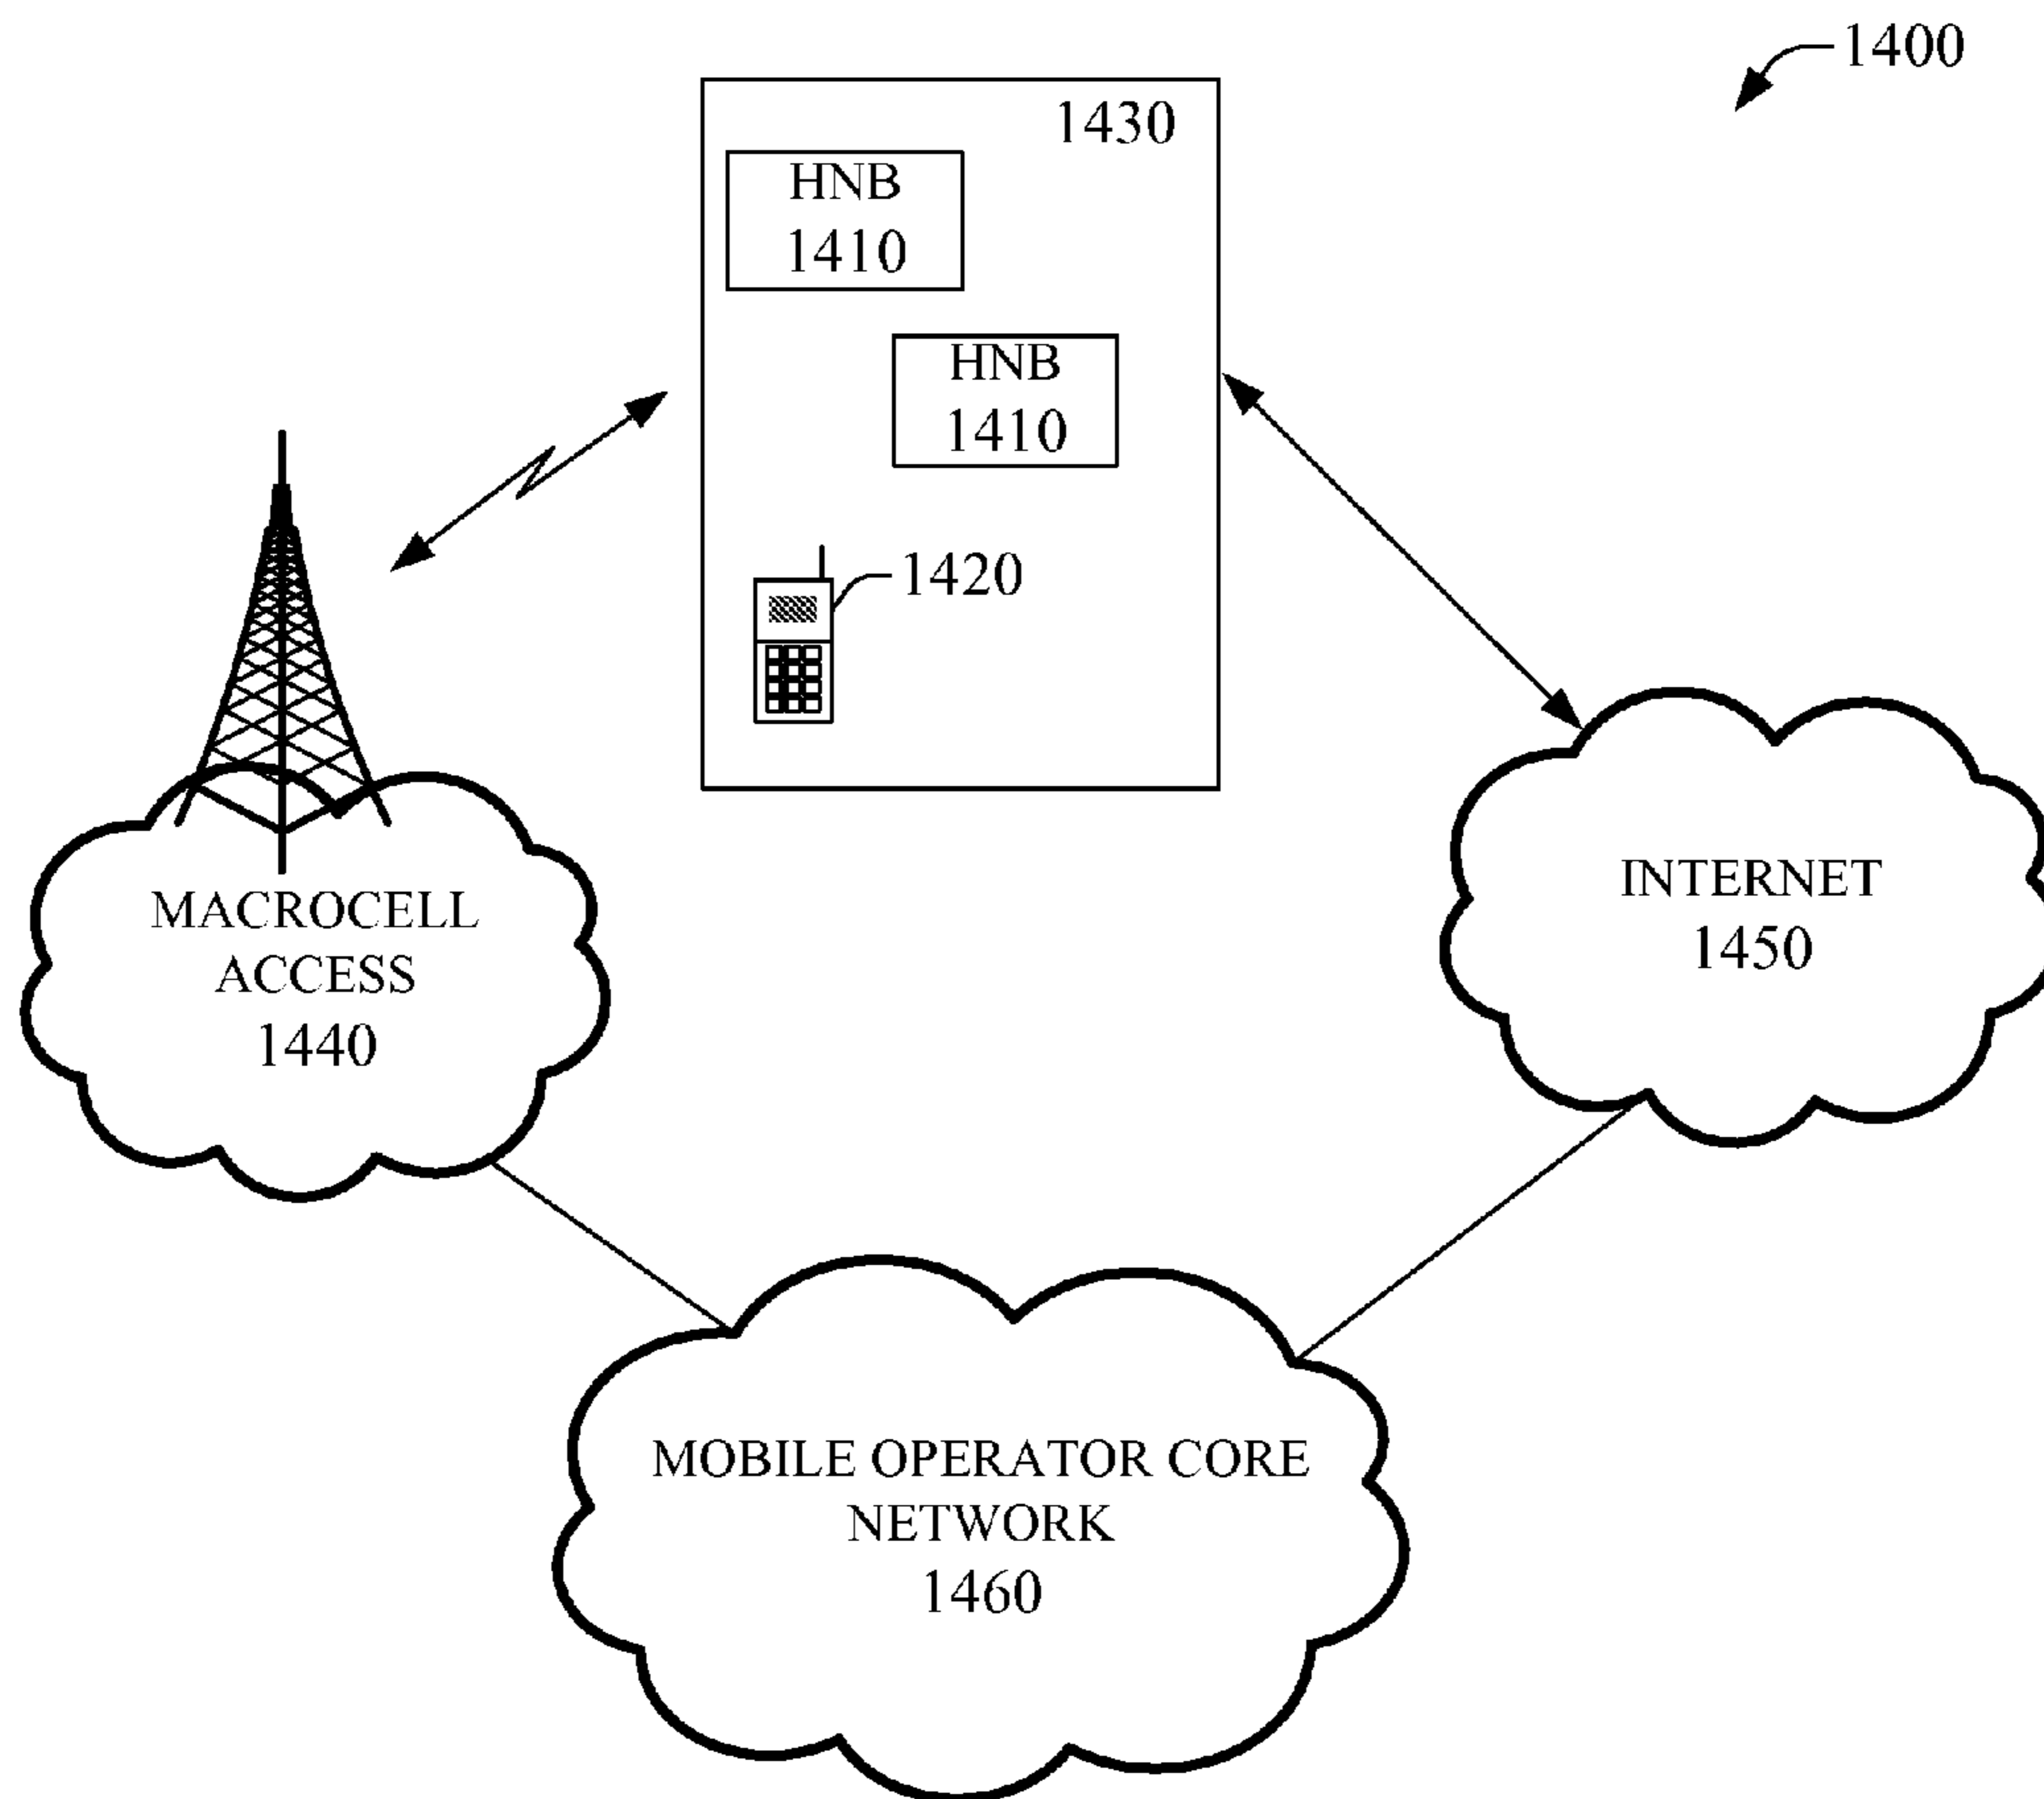 1400
1430
HNB
1410
HNB
1410
1420
MACROCELL
ACCESS
1440
INTERNET
1450
MOBILE OPERATOR CORE
NETWORK
1460